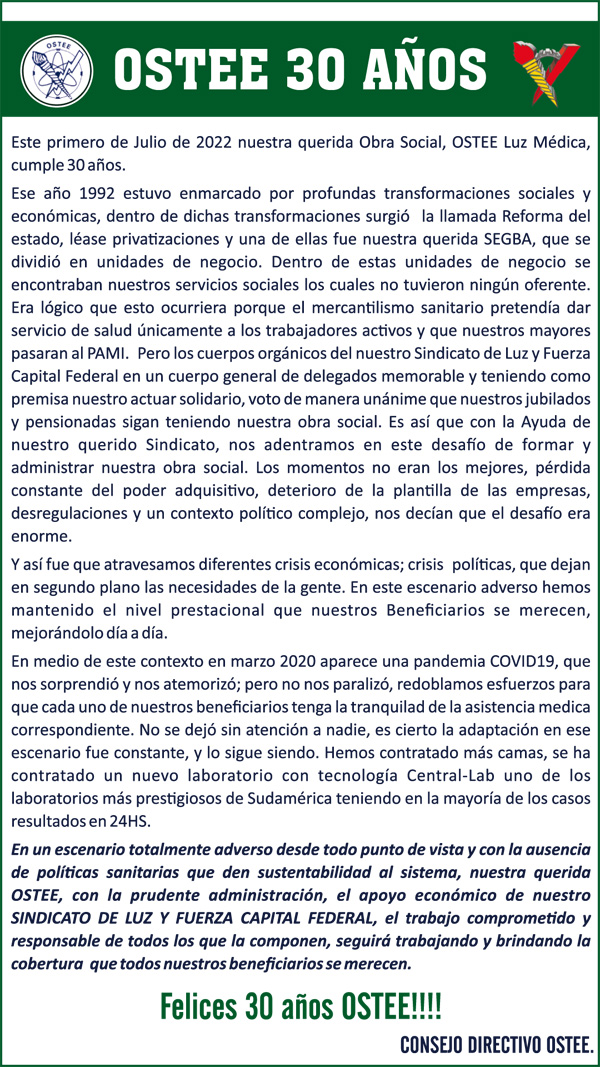 OSTEE
OSTEE 30 AÑOS
Este primero de Julio de 2022 nuestra querida Obra Social, OSTEE Luz Médica,
cumple 30 años.
Ese año 1992 estuvo enmarcado por profundas transformaciones sociales y
económicas, dentro de dichas transformaciones surgió la llamada Reforma del
estado, léase privatizaciones y una de ellas fue nuestra querida SEGBA, que se
dividió en unidades de negocio. Dentro de estas unidades de negocio se
encontraban nuestros servicios sociales los cuales no tuvieron ningún oferente.
Era lógico que esto ocurriera porque el mercantilismo sanitario pretendía dar
servicio de salud únicamente a los trabajadores activos y que nuestros mayores
pasaran al PAMI. Pero los cuerpos orgánicos del nuestro Sindicato de Luz y Fuerza
Capital Federal en un cuerpo general de delegados memorable y teniendo como
premisa nuestro actuar solidario, voto de manera unánime que nuestros jubilados
y pensionadas sigan teniendo nuestra obra social. Es así que con la Ayuda de
nuestro querido Sindicato, nos adentramos en este desafío de formar y
administrar nuestra obra social. Los momentos no eran los mejores, pérdida
constante del poder adquisitivo, deterioro de la plantilla de las empresas,
desregulaciones y un contexto político complejo, nos decían que el desafío era
enorme.
Y así fue que atravesamos diferentes crisis económicas; crisis políticas, que dejan
en segundo plano las necesidades de la gente. En este escenario adverso hemos
mantenido el nivel prestacional que nuestros Beneficiarios se merecen,
mejorándolo día a día.
En medio de este contexto en marzo 2020 aparece una pandemia COVID19, que
nos sorprendió y nos atemorizó; pero no nos paralizó, redoblamos esfuerzos para
que cada uno de nuestros beneficiarios tenga la tranquilad de la asistencia medica
correspondiente. No se dejó sin atención a nadie, es cierto la adaptación en ese
escenario fue constante, y lo sigue siendo. Hemos contratado más camas, se ha
contratado un nuevo laboratorio con tecnología Central-Lab uno de los
laboratorios más prestigiosos de Sudamérica teniendo en la mayoría de los casos
resultados en 24HS.
En un escenario totalmente adverso desde todo punto de vista y con la ausencia
de políticas sanitarias que den sustentabilidad al sistema, nuestra querida
OSTEE, con la prudente administración, el apoyo económico de nuestro
SINDICATO DE LUZ Y FUERZA CAPITAL FEDERAL, el trabajo comprometido y
responsable de todos los que la componen, seguirá trabajando y brindando la
cobertura que todos nuestros beneficiarios se merecen.
Felices 30 años OSTEE!!!!
CONSEJO DIRECTIVO OSTEE.